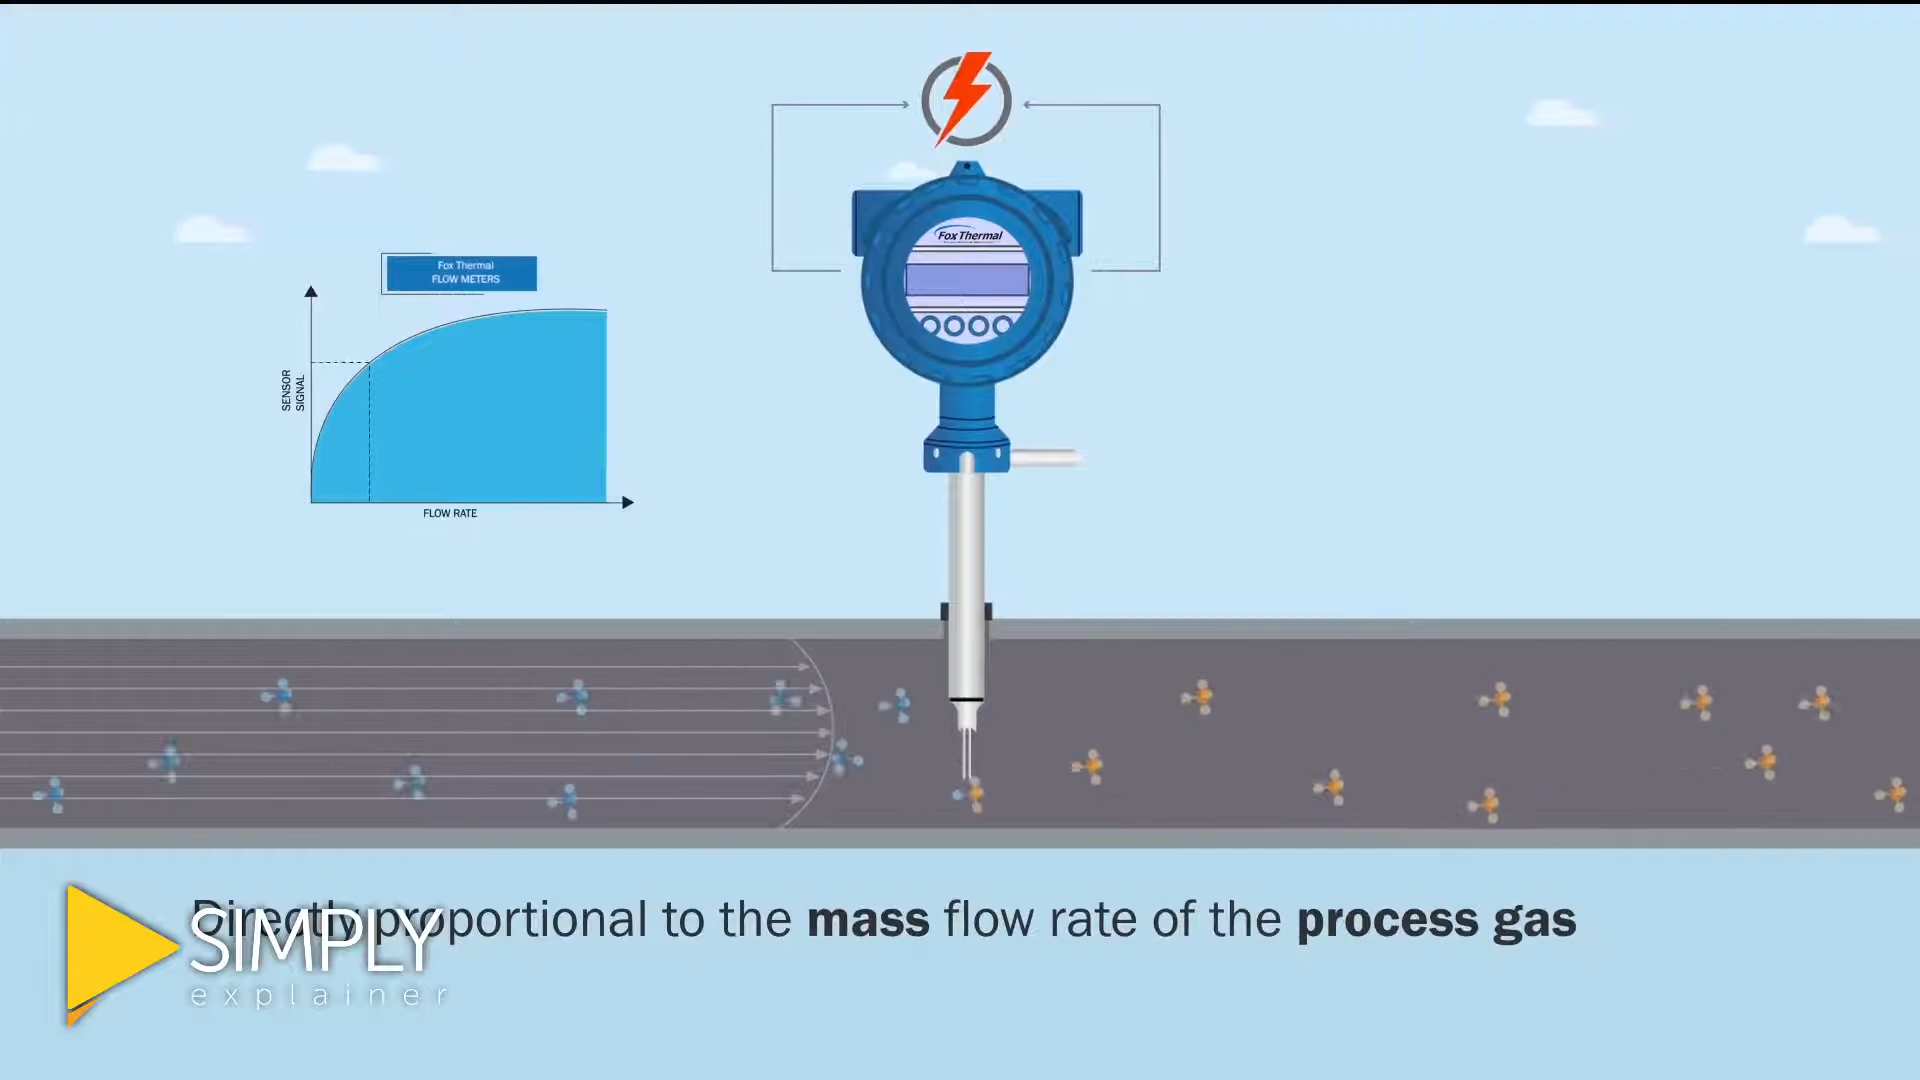 Fox Thermal
Fox Thermal
FLOW METERS
SENSOR
SIGNAL
FLOW RATE
Directly proportional to the mass flow rate of the process gas
SIMPLY
explainer